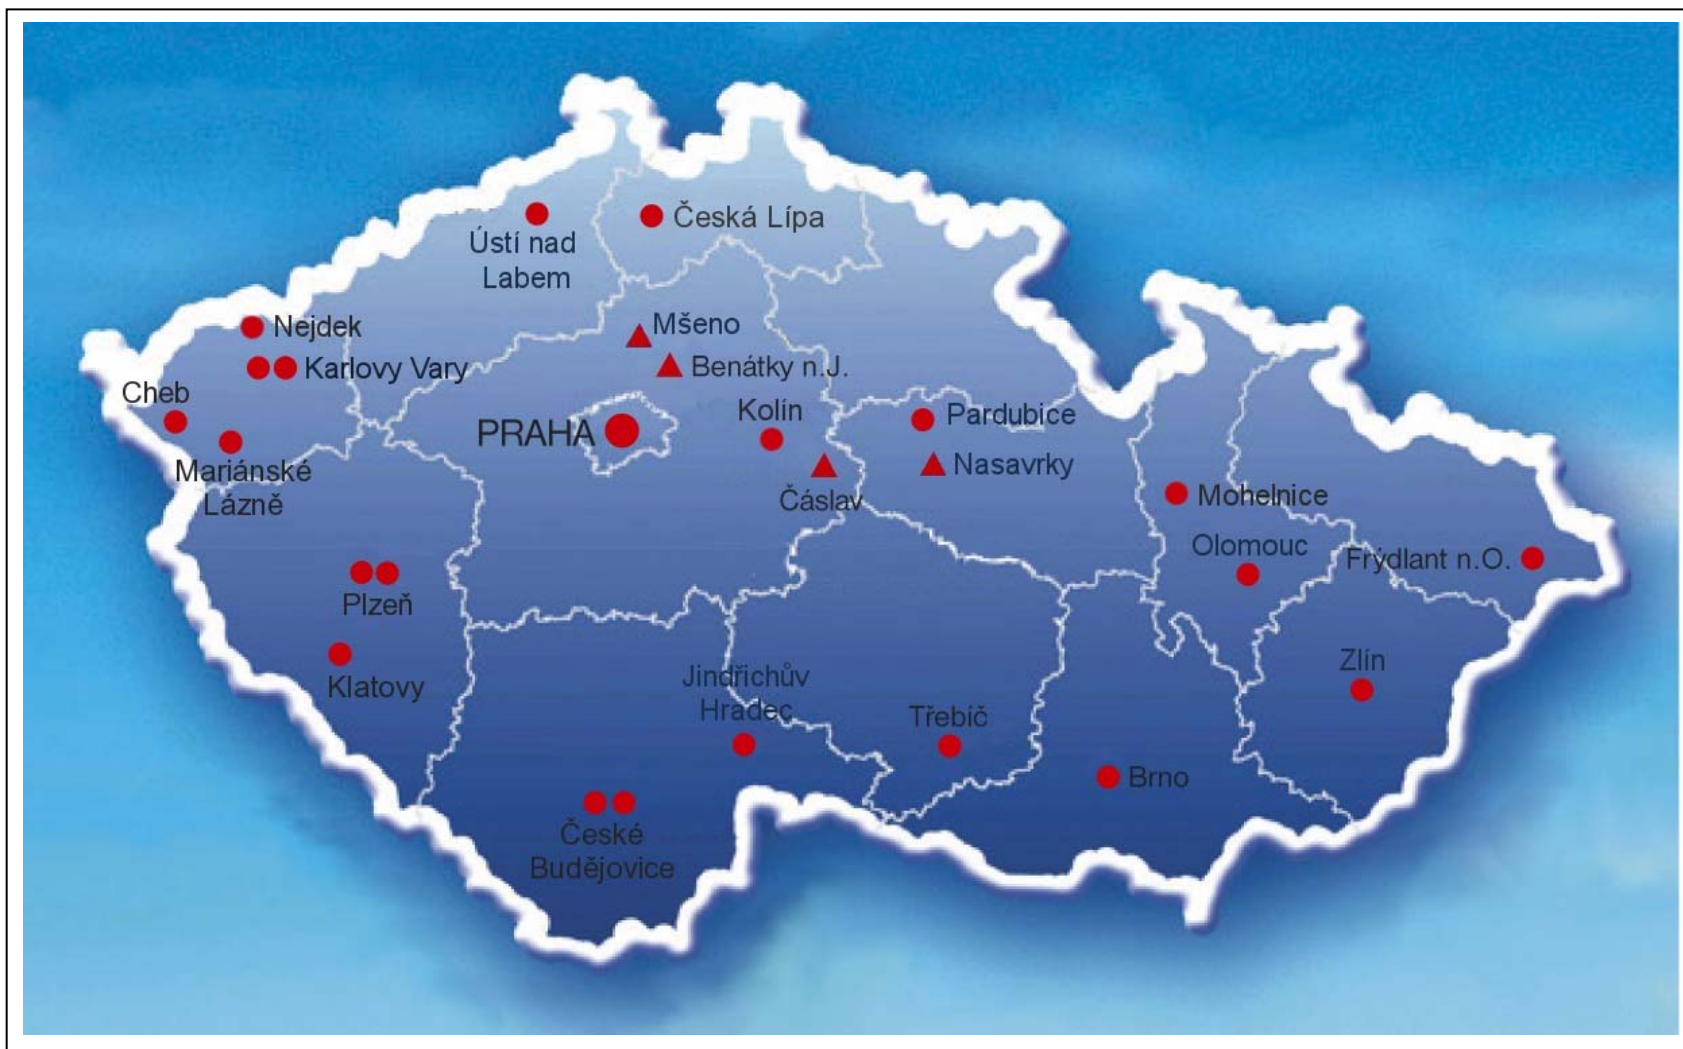 Česká Lípa
Ústí nad
Labem
Mšeno
Nejdek
Karlovy Vary
Benátky n.J.
Cheb
Kolín
Pardubice
PRAHA
Mariánské
Lázně
Nasavrky
Čáslav
Mohelnice
Olomouc
Frýdlant n.O.
Plzeň
Zlín
Jindřichův
Hradec
Klatovy
Třebíč
Brno
České
Budějovice